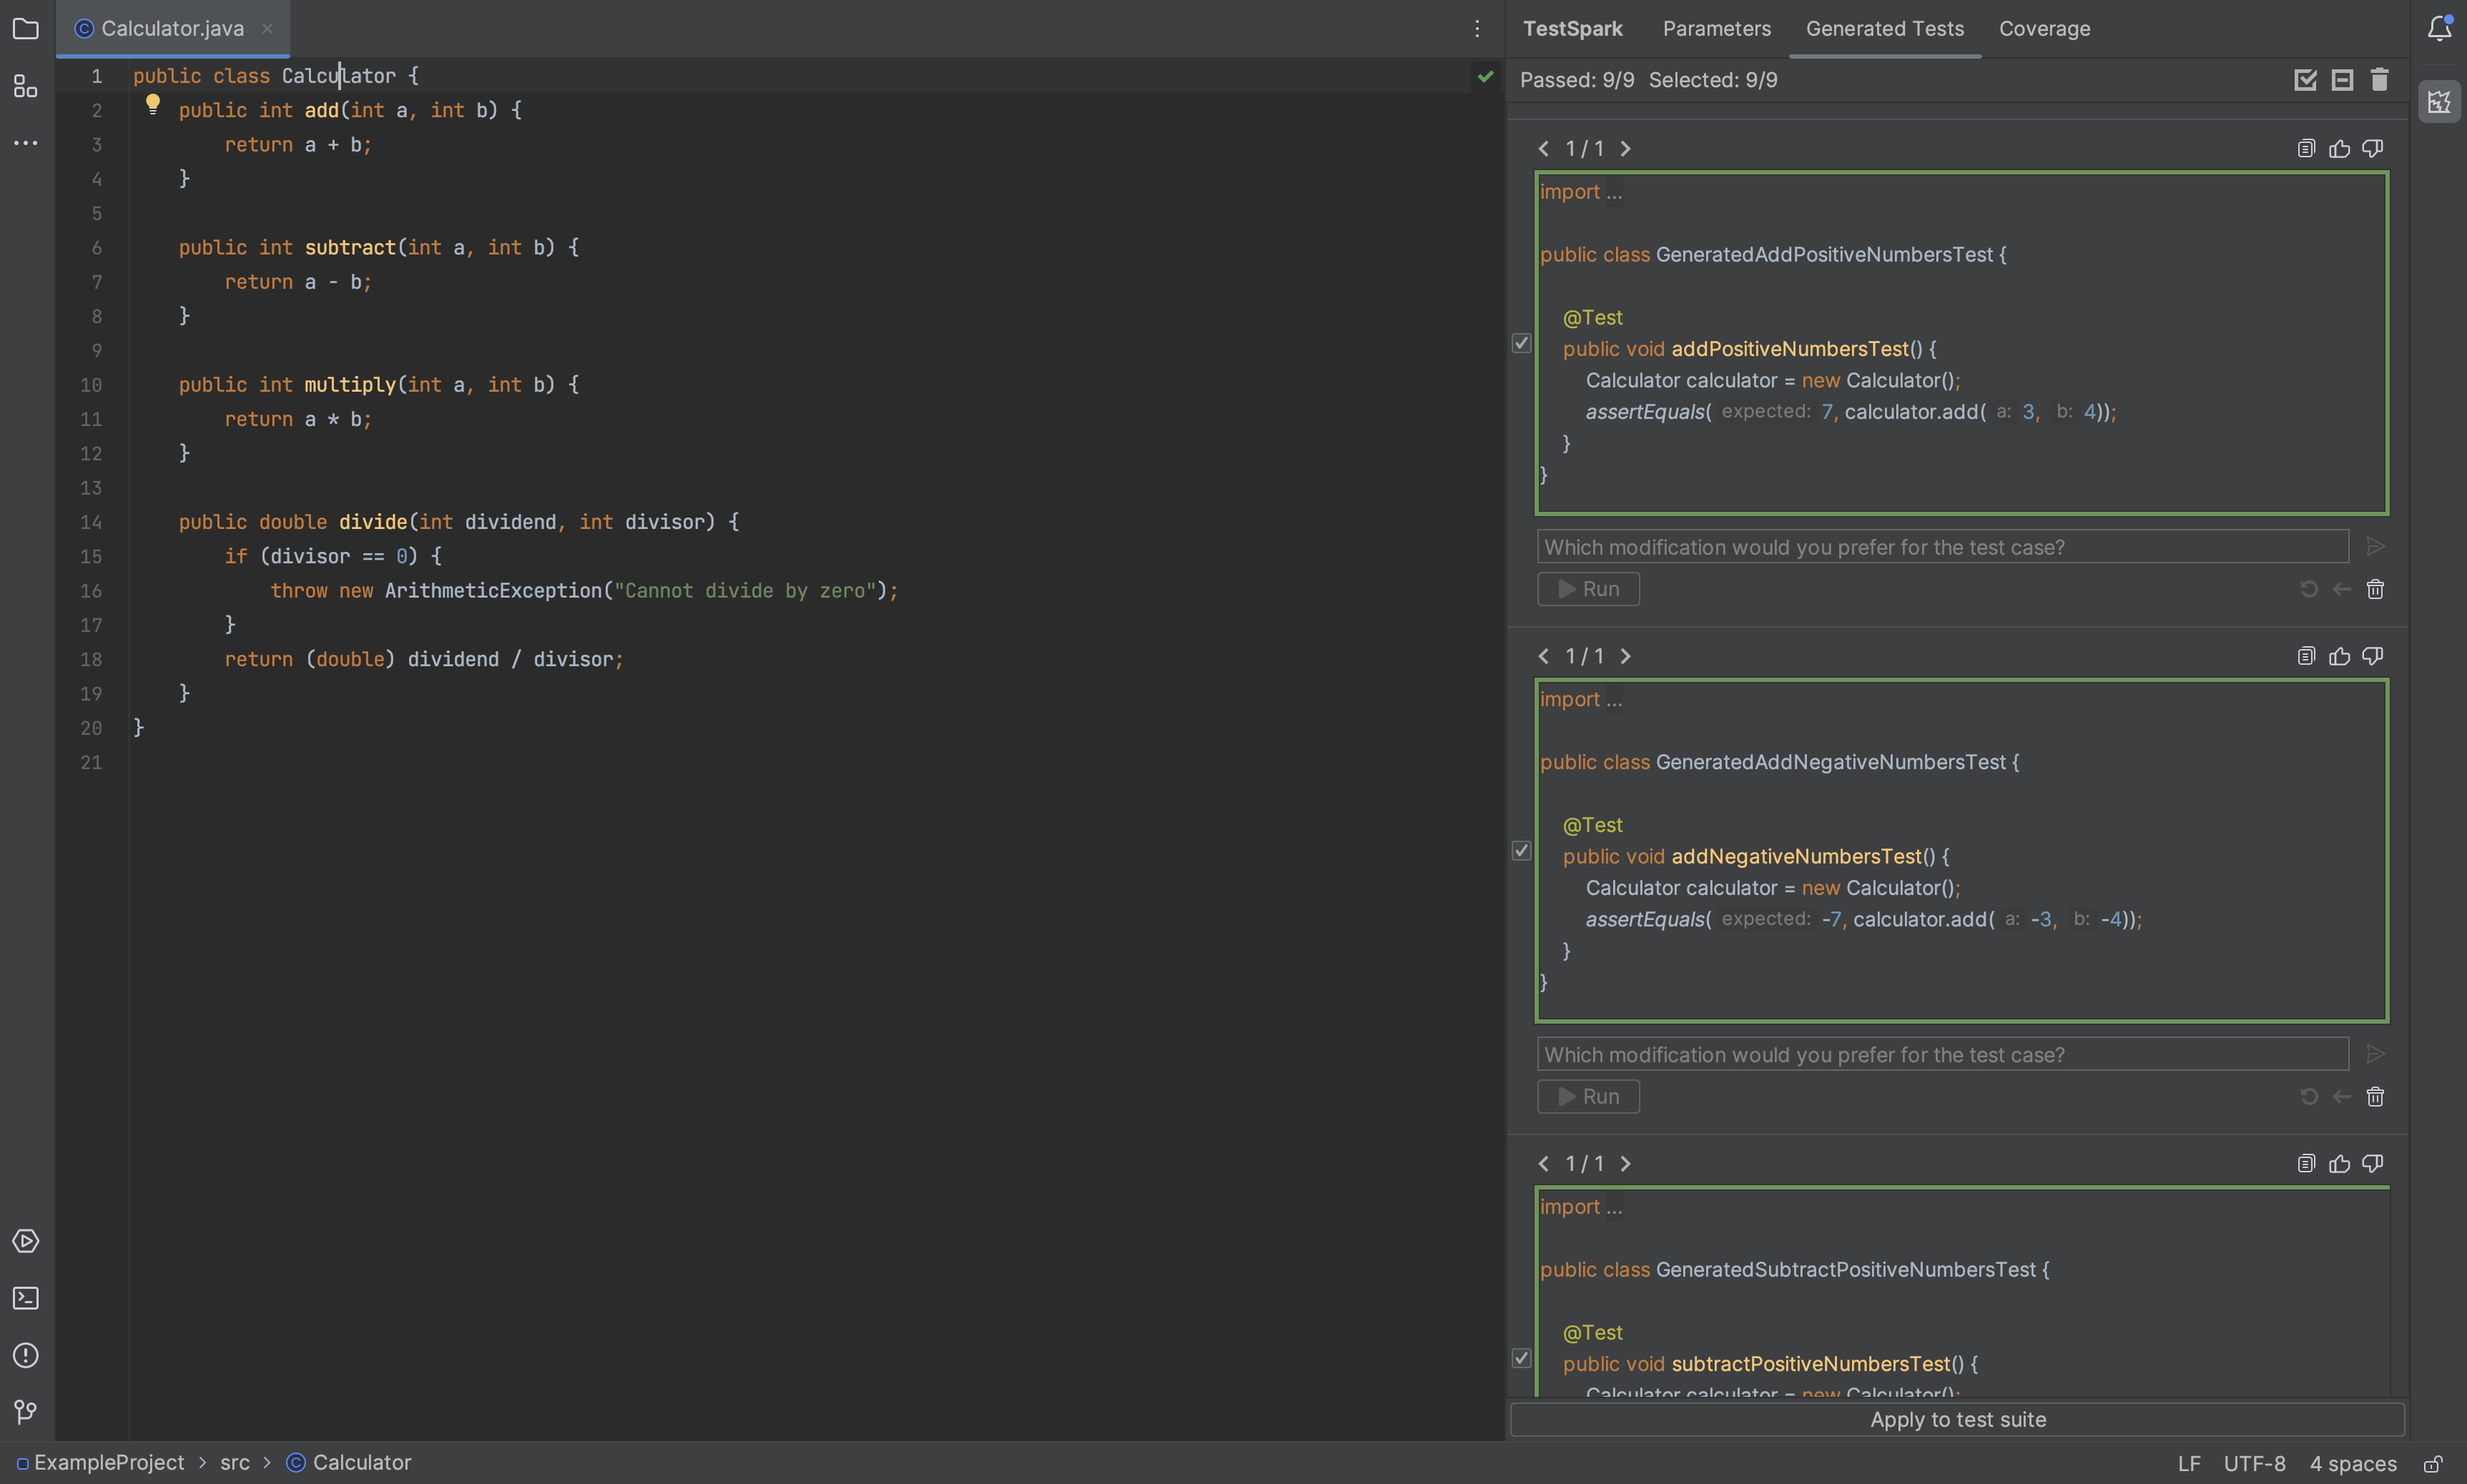 Calculator.java
1 public class Calculator {
2 public int add(int a, int b) {
3 return a + b;
4 }
5
6 public int subtract(int a, int b) {
7 return a - b;
8 }
9
10 public int multiply(int a, int b) {
11 return a * b;
12 }
13
14 public double divide(int dividend, int divisor) {
15 if (divisor == 0) {
16 throw new ArithmeticException("Cannot divide by zero");
17 }
18 return (double) dividend / divisor;
19 }
20 }
21
TestSpark Parameters Generated Tests Coverage
Passed: 9/9 Selected: 9/9
1 / 1
import ...
public class GeneratedAddPositiveNumbersTest {
@Test
public void addPositiveNumbersTest() {
Calculator calculator = new Calculator();
assertEquals( expected: 7, calculator.add( a: 3, b: 4));
}
}
Which modification would you prefer for the test case?
Run
1 / 1
import ...
public class GeneratedAddNegativeNumbersTest {
@Test
public void addNegativeNumbersTest() {
Calculator calculator = new Calculator();
assertEquals( expected: -7, calculator.add( a: -3, b: -4));
}
}
Which modification would you prefer for the test case?
Run
1 / 1
import ...
public class GeneratedSubtractPositiveNumbersTest {
@Test
public void subtractPositiveNumbersTest() {
Calculator calculator = new Calculator();
Apply to test suite
ExampleProject > src > Calculator
LF UTF-8 4 spaces